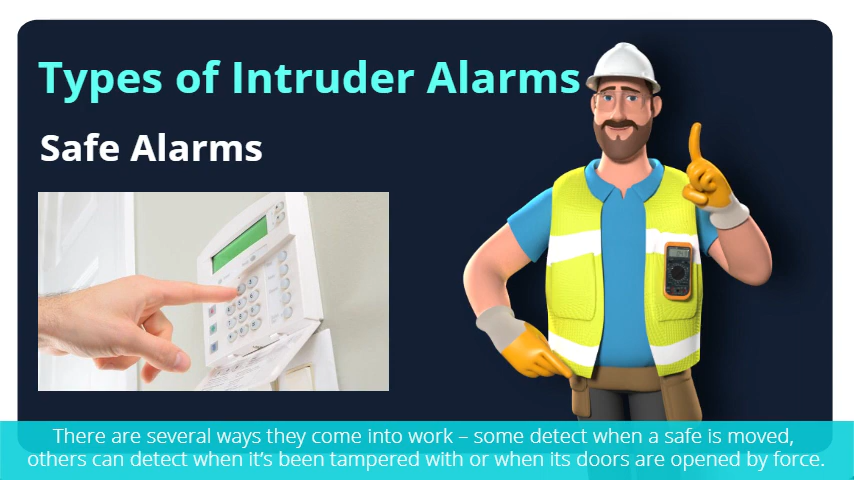 Types of Intruder Alarms
Safe Alarms
There are several ways they come into work – some detect when a safe is moved,
others can detect when it’s been tampered with or when its doors are opened by force.